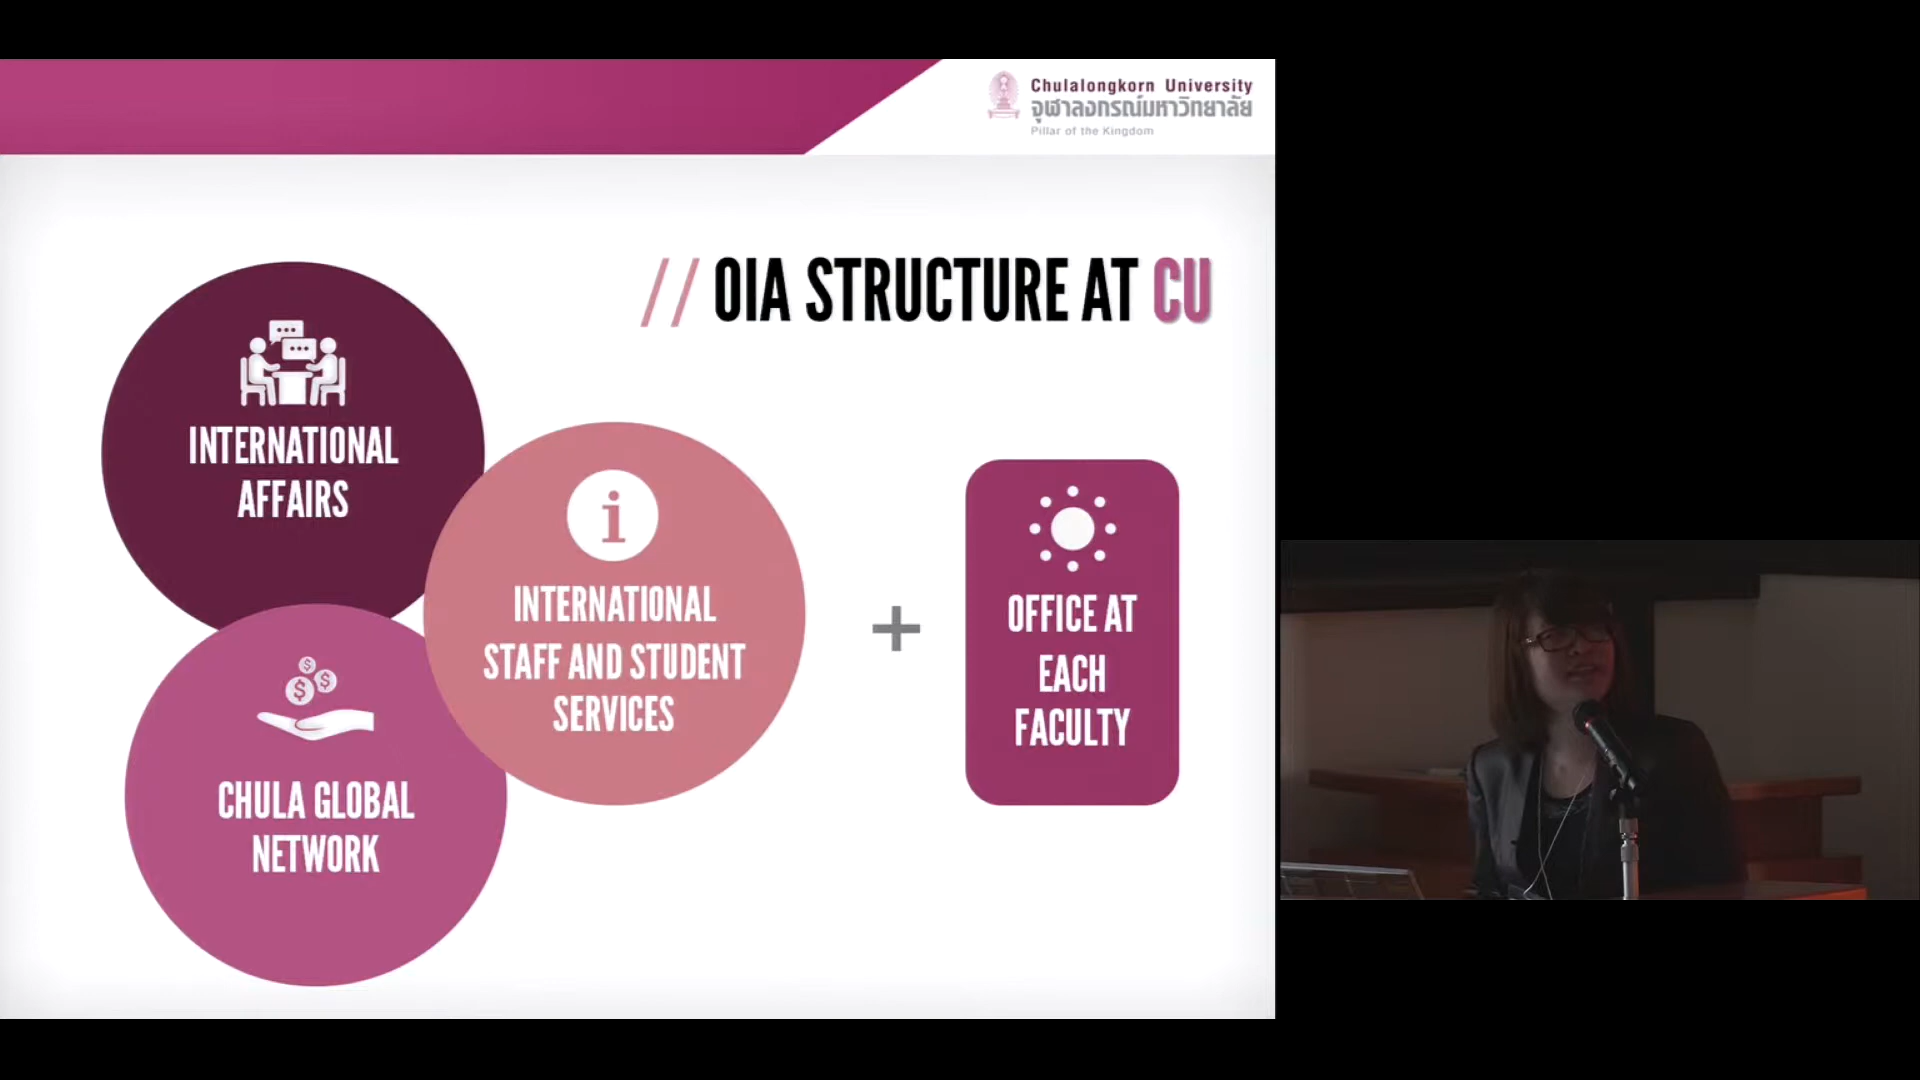 Chulalongkorn University
จุฬาลงกรณ์มหาวิทยาลัย
Pillar of the Kingdom
// OIA STRUCTURE AT CU
INTERNATIONAL
AFFAIRS
i
INTERNATIONAL
STAFF AND STUDENT
SERVICES
CHULA GLOBAL
NETWORK
+
OFFICE AT
EACH
FACULTY